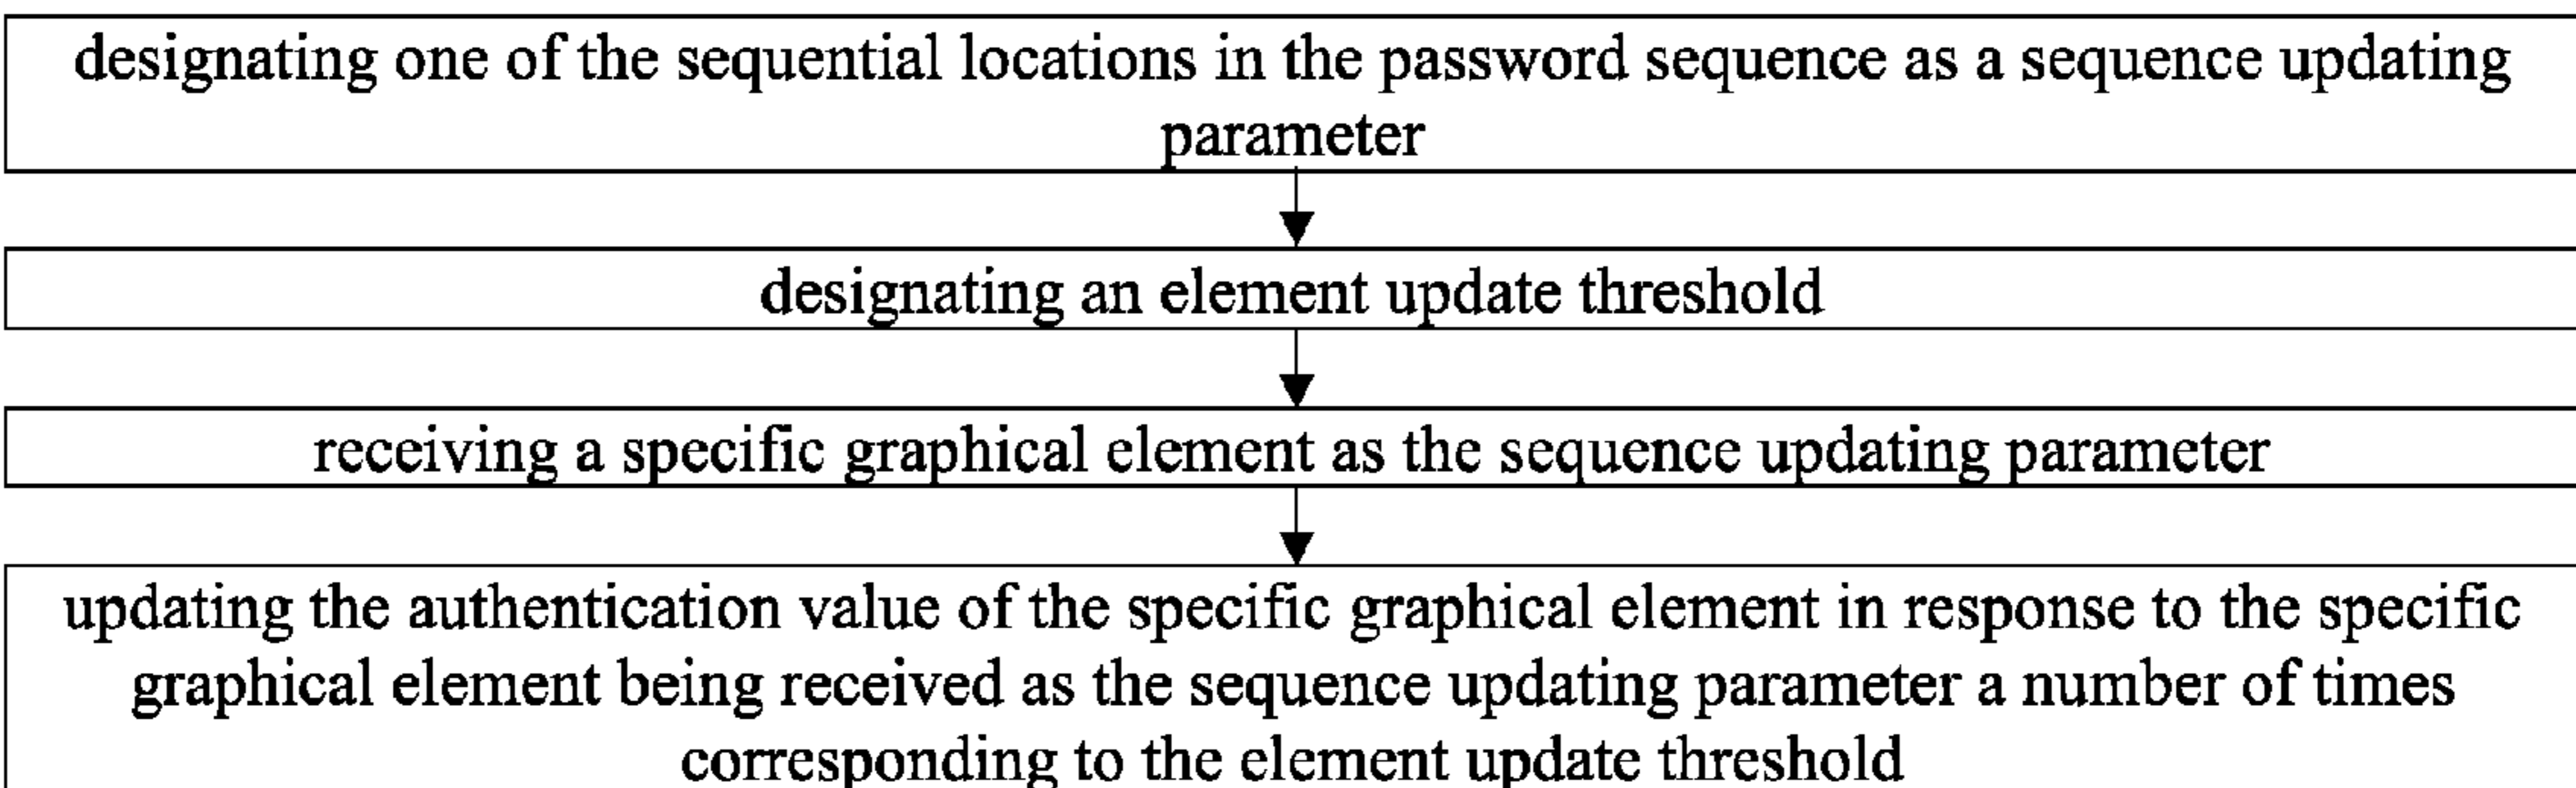 designating one of the sequential locations in the password sequence as a sequence updating
parameter
designating an element update threshold
receiving a specific graphical element as the sequence updating parameter
updating the authentication value of the specific graphical element in response to the specific
graphical element being received as the sequence updating parameter a number of times
corresponding to the element update threshold